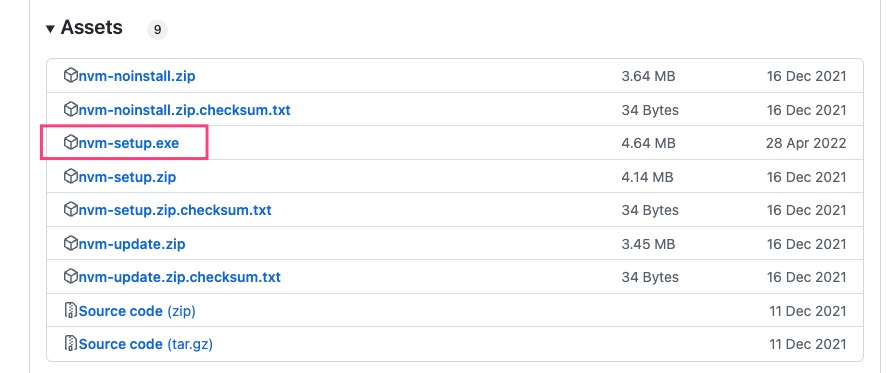 Assets 9
nvm-noinstall.zip 3.64 MB 16 Dec 2021
nvm-noinstall.zip.checksum.txt 34 Bytes 16 Dec 2021
nvm-setup.exe 4.64 MB 28 Apr 2022
nvm-setup.zip 4.14 MB 16 Dec 2021
nvm-setup.zip.checksum.txt 34 Bytes 16 Dec 2021
nvm-update.zip 3.45 MB 16 Dec 2021
nvm-update.zip.checksum.txt 34 Bytes 16 Dec 2021
Source code (zip) 11 Dec 2021
Source code (tar.gz) 11 Dec 2021